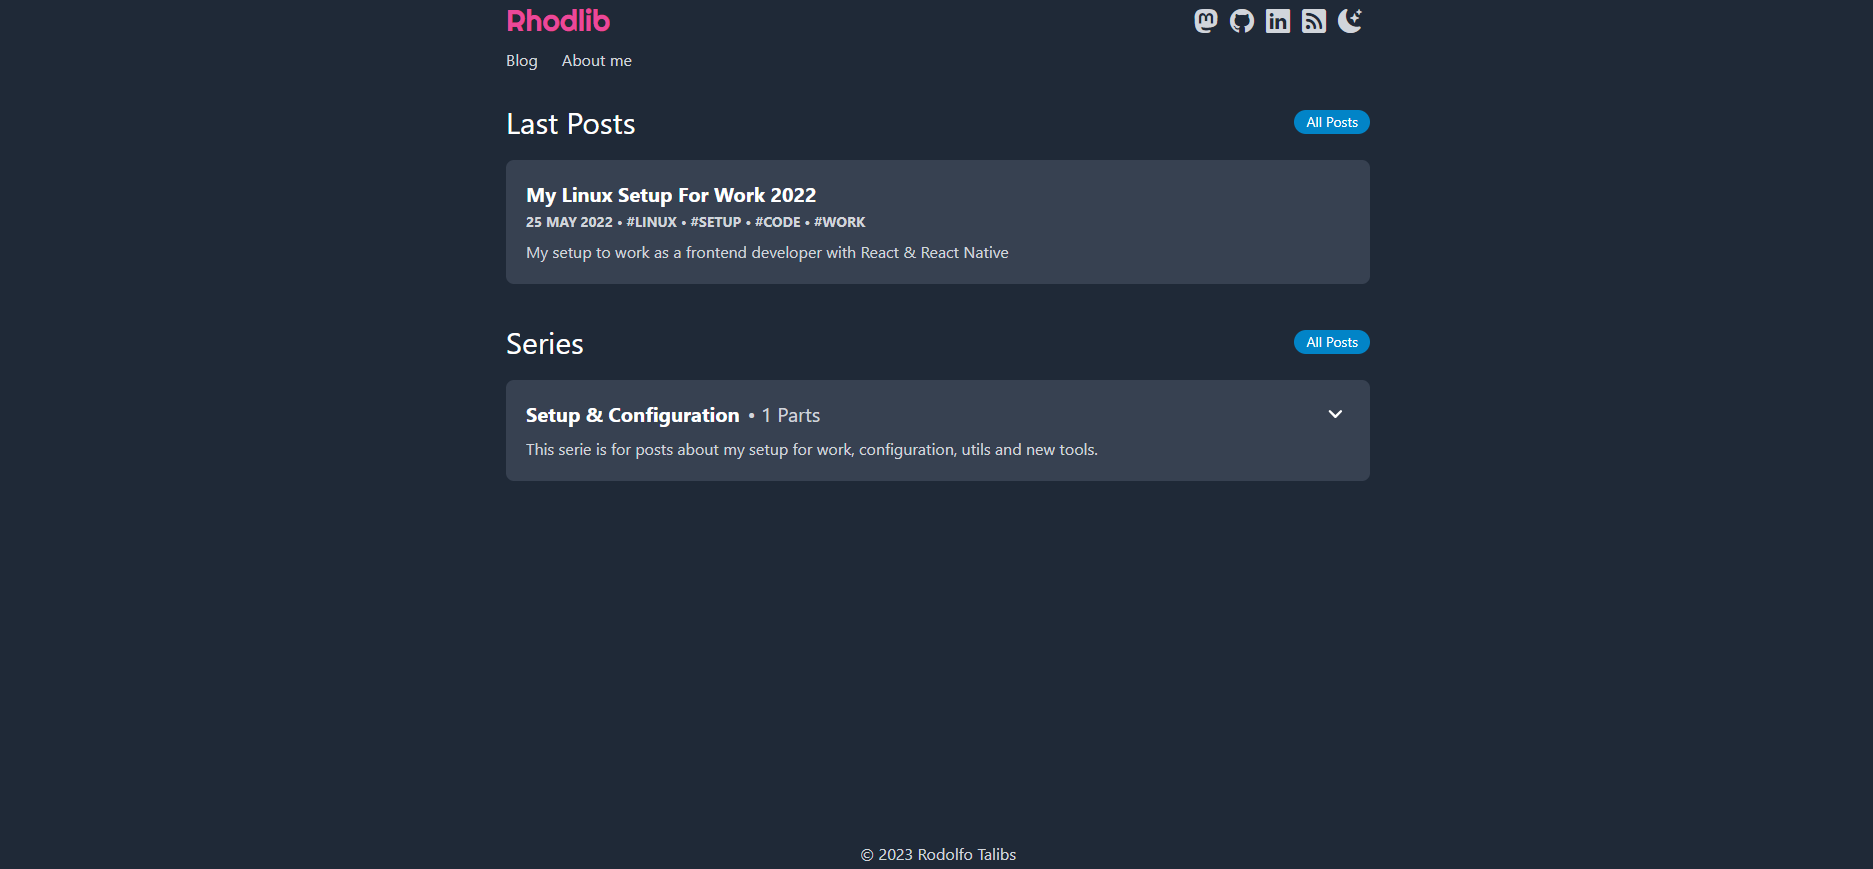 Rhodlib
Blog About me
Last Posts All Posts
My Linux Setup For Work 2022
25 MAY 2022 • #LINUX • #SETUP • #CODE • #WORK
My setup to work as a frontend developer with React & React Native
Series All Posts
Setup & Configuration • 1 Parts
This serie is for posts about my setup for work, configuration, utils and new tools.
© 2023 Rodolfo Talibs